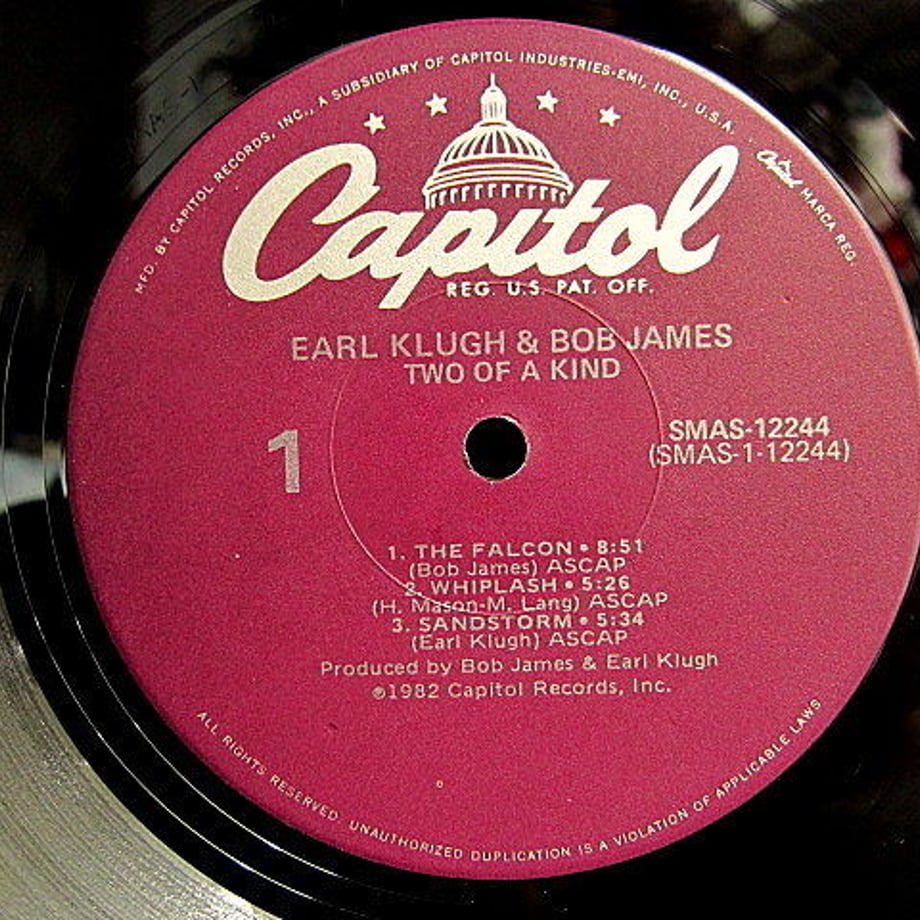 MFD. BY CAPITOL RECORDS, INC., A SUBSIDIARY OF CAPITOL INDUSTRIES-EMI, INC., U.S.A.
Capitol MARCA REG.
Capitol
REG. U.S. PAT. OFF.
EARL KLUGH & BOB JAMES
TWO OF A KIND
1
SMAS-12244
(SMAS-1-12244)
1. THE FALCON • 8:51
(Bob James) ASCAP
2. WHIPLASH • 5:26
(H. Mason-M. Lang) ASCAP
3. SANDSTORM • 5:34
(Earl Klugh) ASCAP
Produced by Bob James & Earl Klugh
℗1982 Capitol Records, Inc.
ALL RIGHTS RESERVED. UNAUTHORIZED DUPLICATION IS A VIOLATION OF APPLICABLE LAWS